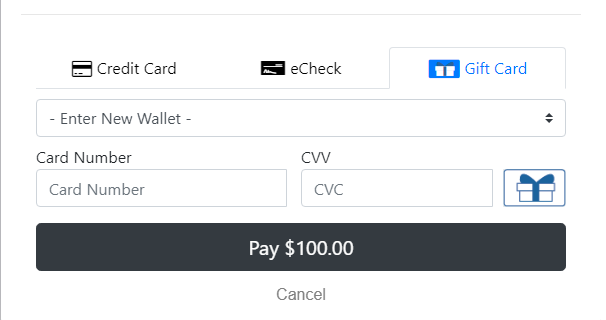 Credit Card eCheck Gift Card
- Enter New Wallet -
Card Number CVV
Card Number CVC
Pay $100.00
Cancel